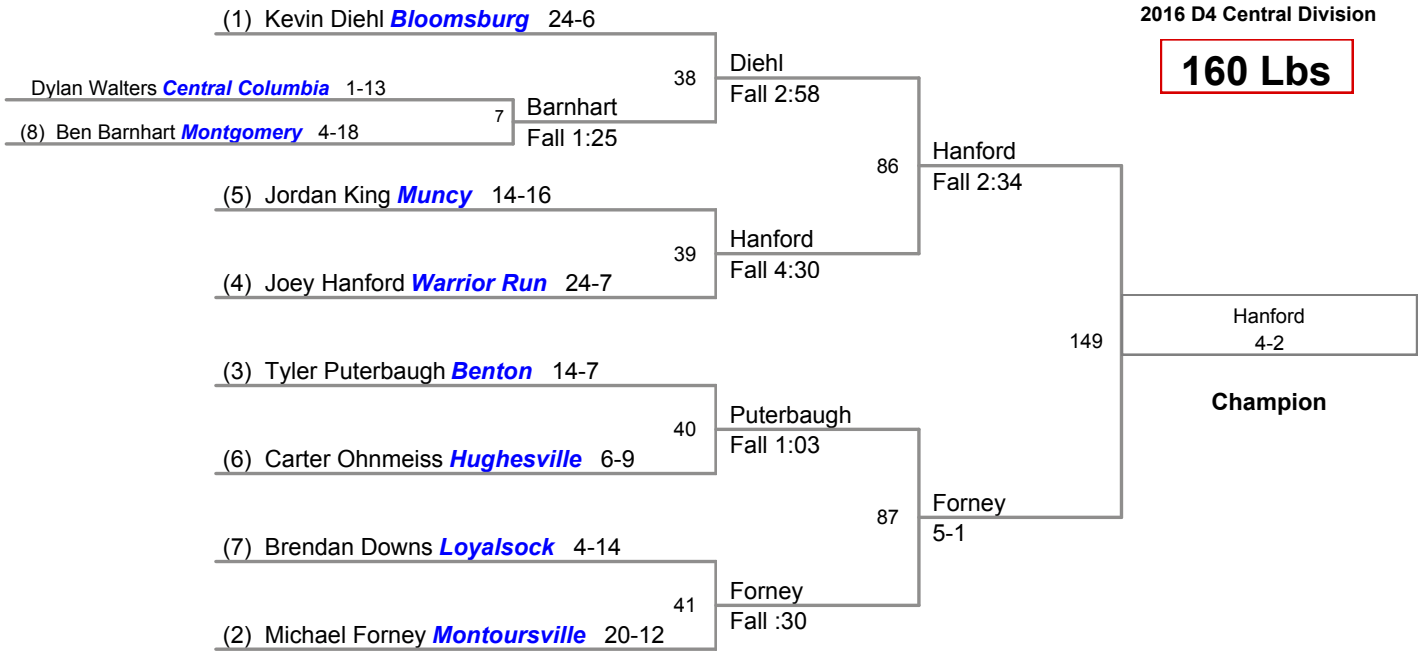 2016 D4 Central Division
160 Lbs
(1) Kevin Diehl Bloomsburg 24-6
Dylan Walters Central Columbia 1-13
(8) Ben Barnhart Montgomery 4-18
7
Barnhart
Fall 1:25
38
Diehl
Fall 2:58
(5) Jordan King Muncy 14-16
(4) Joey Hanford Warrior Run 24-7
39
Hanford
Fall 4:30
86
Hanford
Fall 2:34
(3) Tyler Puterbaugh Benton 14-7
(6) Carter Ohnmeiss Hughesville 6-9
40
Puterbaugh
Fall 1:03
(7) Brendan Downs Loyalsock 4-14
(2) Michael Forney Montoursville 20-12
41
Forney
Fall :30
87
Forney
5-1
149
Hanford
4-2
Champion